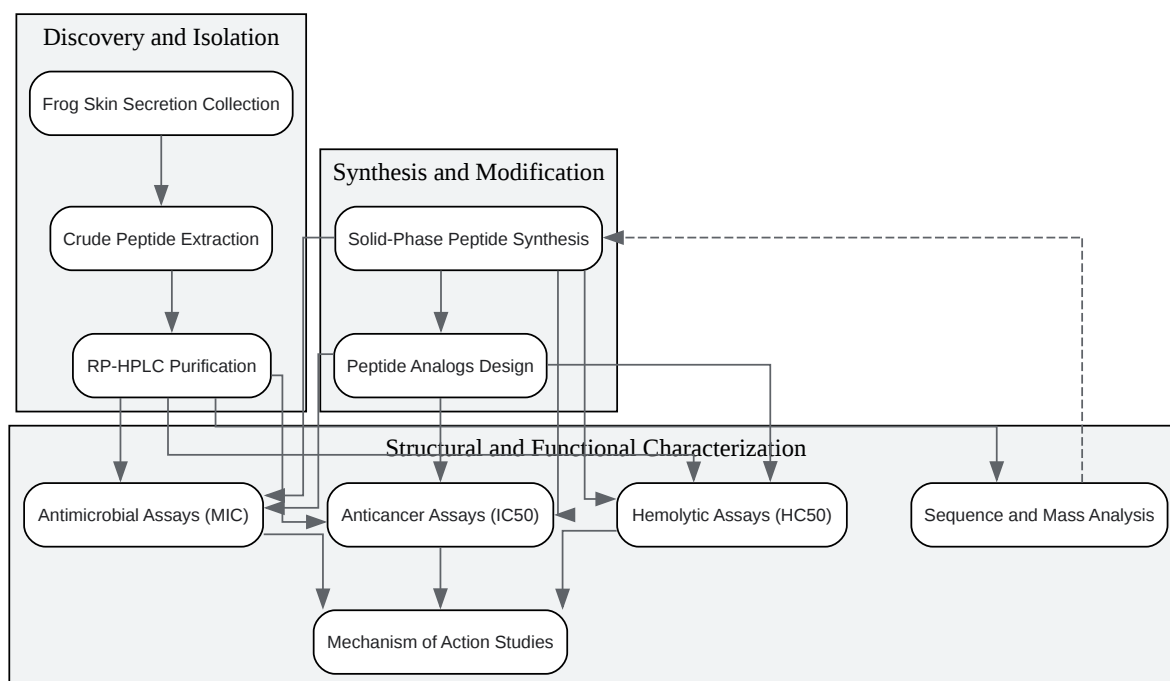 Discovery and Isolation
Frog Skin Secretion Collection
Crude Peptide Extraction
RP-HPLC Purification
Synthesis and Modification
Solid-Phase Peptide Synthesis
Peptide Analogs Design
Structural and Functional Characterization
Antimicrobial Assays (MIC)
Anticancer Assays (IC50)
Hemolytic Assays (HC50)
Sequence and Mass Analysis
Mechanism of Action Studies